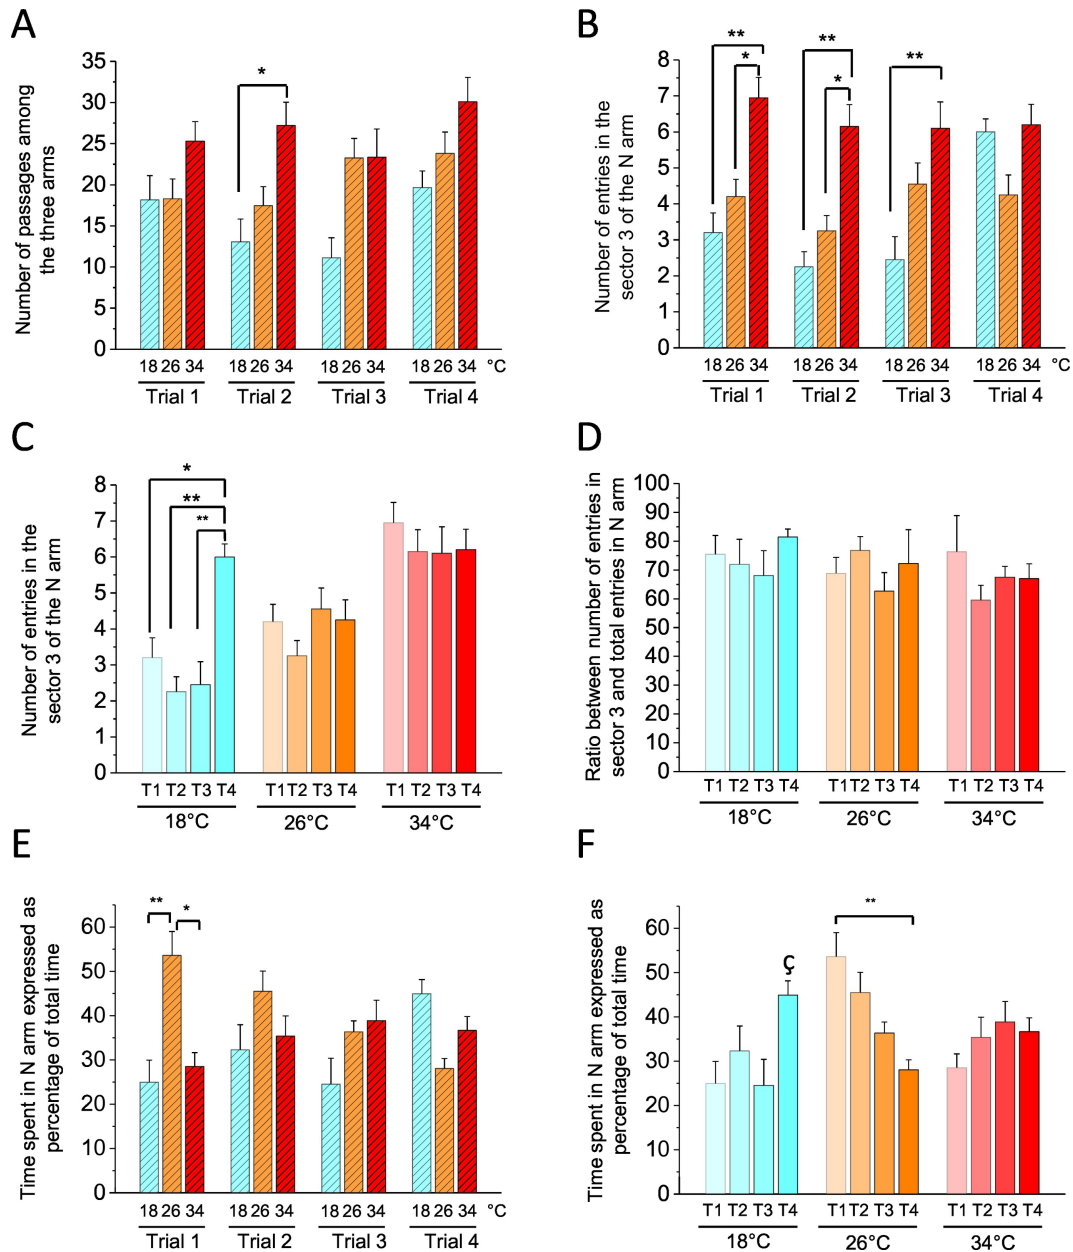 A
Number of passages among
the three arms
35
30
25
20
15
10
5
0
*
18 26 34 18 26 34 18 26 34 18 26 34 °C
Trial 1 Trial 2 Trial 3 Trial 4
B
Number of entries in the
sector 3 of the N arm
8
7
6
5
4
3
2
1
0
** ** **
* *
18 26 34 18 26 34 18 26 34 18 26 34 °C
Trial 1 Trial 2 Trial 3 Trial 4
C
Number of entries in the
sector 3 of the N arm
8
7
6
5
4
3
2
1
0
*
**
**
T1 T2 T3 T4 T1 T2 T3 T4 T1 T2 T3 T4
18°C 26°C 34°C
D
Ratio between number of entries in
sector 3 and total entries in N arm
100
90
80
70
60
50
40
30
20
10
0
T1 T2 T3 T4 T1 T2 T3 T4 T1 T2 T3 T4
18°C 26°C 34°C
E
Time spent in N arm expressed as
percentage of total time
60
50
40
30
20
10
0
** *
18 26 34 18 26 34 18 26 34 18 26 34 °C
Trial 1 Trial 2 Trial 3 Trial 4
F
Time spent in N arm expressed as
percentage of total time
60
50
40
30
20
10
0
**
ç
T1 T2 T3 T4 T1 T2 T3 T4 T1 T2 T3 T4
18°C 26°C 34°C